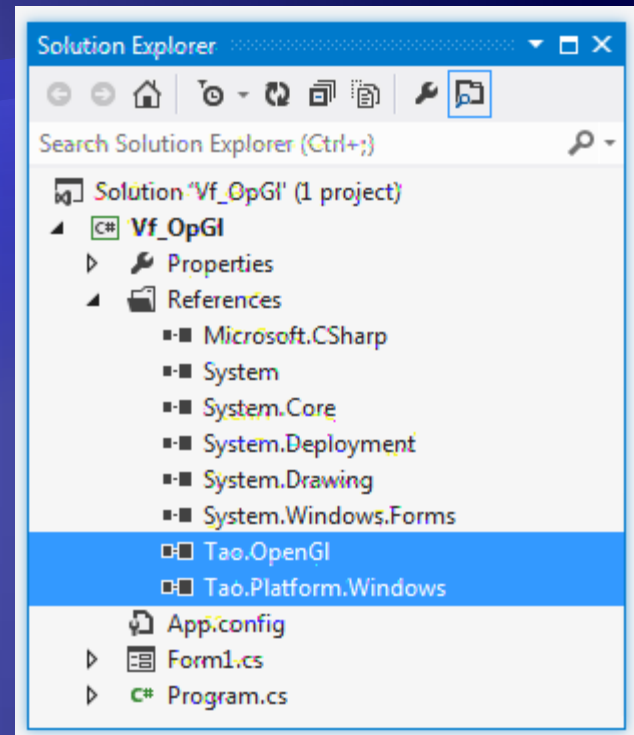 Solution Explorer
Search Solution Explorer (Ctrl+;)
Solution 'Vf_OpGl' (1 project)
C# Vf_OpGl
Properties
References
Microsoft.CSharp
System
System.Core
System.Deployment
System.Drawing
System.Windows.Forms
Tao.OpenGl
Tao.Platform.Windows
App.config
Form1.cs
C# Program.cs